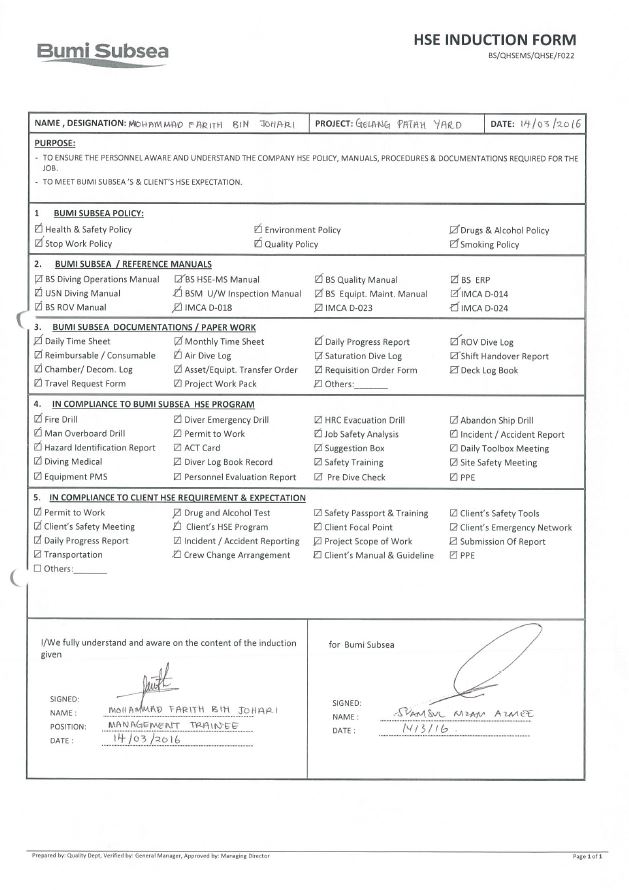 Bumi Subsea
HSE INDUCTION FORM
BS/QHSEMS/QHSE/F022
NAME , DESIGNATION: MOHAMMAD FARITH BIN JOHARI PROJECT: GELANG PATAH YARD DATE: 14/03/2016
PURPOSE:
- TO ENSURE THE PERSONNEL AWARE AND UNDERSTAND THE COMPANY HSE POLICY, MANUALS, PROCEDURES & DOCUMENTATIONS REQUIRED FOR THE
JOB.
- TO MEET BUMI SUBSEA 'S & CLIENT'S HSE EXPECTATION.
1 BUMI SUBSEA POLICY:
☑ Health & Safety Policy ☑ Environment Policy ☑ Drugs & Alcohol Policy
☑ Stop Work Policy ☑ Quality Policy ☑ Smoking Policy
2. BUMI SUBSEA / REFERENCE MANUALS
☑ BS Diving Operations Manual ☑ BS HSE-MS Manual ☑ BS Quality Manual ☑ BS ERP
☑ USN Diving Manual ☑ BSM U/W Inspection Manual ☑ BS Equipt. Maint. Manual ☑ IMCA D-014
☑ BS ROV Manual ☑ IMCA D-018 ☑ IMCA D-023 ☑ IMCA D-024
3. BUMI SUBSEA DOCUMENTATIONS / PAPER WORK
☑ Daily Time Sheet ☑ Monthly Time Sheet ☑ Daily Progress Report ☑ ROV Dive Log
☑ Reimbursable / Consumable ☑ Air Dive Log ☑ Saturation Dive Log ☑ Shift Handover Report
☑ Chamber/ Decom. Log ☑ Asset/Equipt. Transfer Order ☑ Requisition Order Form ☑ Deck Log Book
☑ Travel Request Form ☑ Project Work Pack ☑ Others:______
4. IN COMPLIANCE TO BUMI SUBSEA HSE PROGRAM
☑ Fire Drill ☑ Diver Emergency Drill ☑ HRC Evacuation Drill ☑ Abandon Ship Drill
☑ Man Overboard Drill ☑ Permit to Work ☑ Job Safety Analysis ☑ Incident / Accident Report
☑ Hazard Identification Report ☑ ACT Card ☑ Suggestion Box ☑ Daily Toolbox Meeting
☑ Diving Medical ☑ Diver Log Book Record ☑ Safety Training ☑ Site Safety Meeting
☑ Equipment PMS ☑ Personnel Evaluation Report ☑ Pre Dive Check ☑ PPE
5. IN COMPLIANCE TO CLIENT HSE REQUIREMENT & EXPECTATION
☑ Permit to Work ☑ Drug and Alcohol Test ☑ Safety Passport & Training ☑ Client's Safety Tools
☑ Client's Safety Meeting ☑ Client's HSE Program ☑ Client Focal Point ☑ Client's Emergency Network
☑ Daily Progress Report ☑ Incident / Accident Reporting ☑ Project Scope of Work ☑ Submission Of Report
☑ Transportation ☑ Crew Change Arrangement ☑ Client's Manual & Guideline ☑ PPE
☐ Others:______
I/We fully understand and aware on the content of the induction
given
SIGNED:
NAME : MOHAMMAD FARITH BIN JOHARI
POSITION: MANAGEMENT TRAINEE
DATE : 14/03/2016
for Bumi Subsea
SIGNED:
NAME : SYAMSUL AZMEE
DATE : 14/3/16
Prepared by: Quality Dept, Verified by: General Manager, Approved by: Managing Director
Page 1 of 1